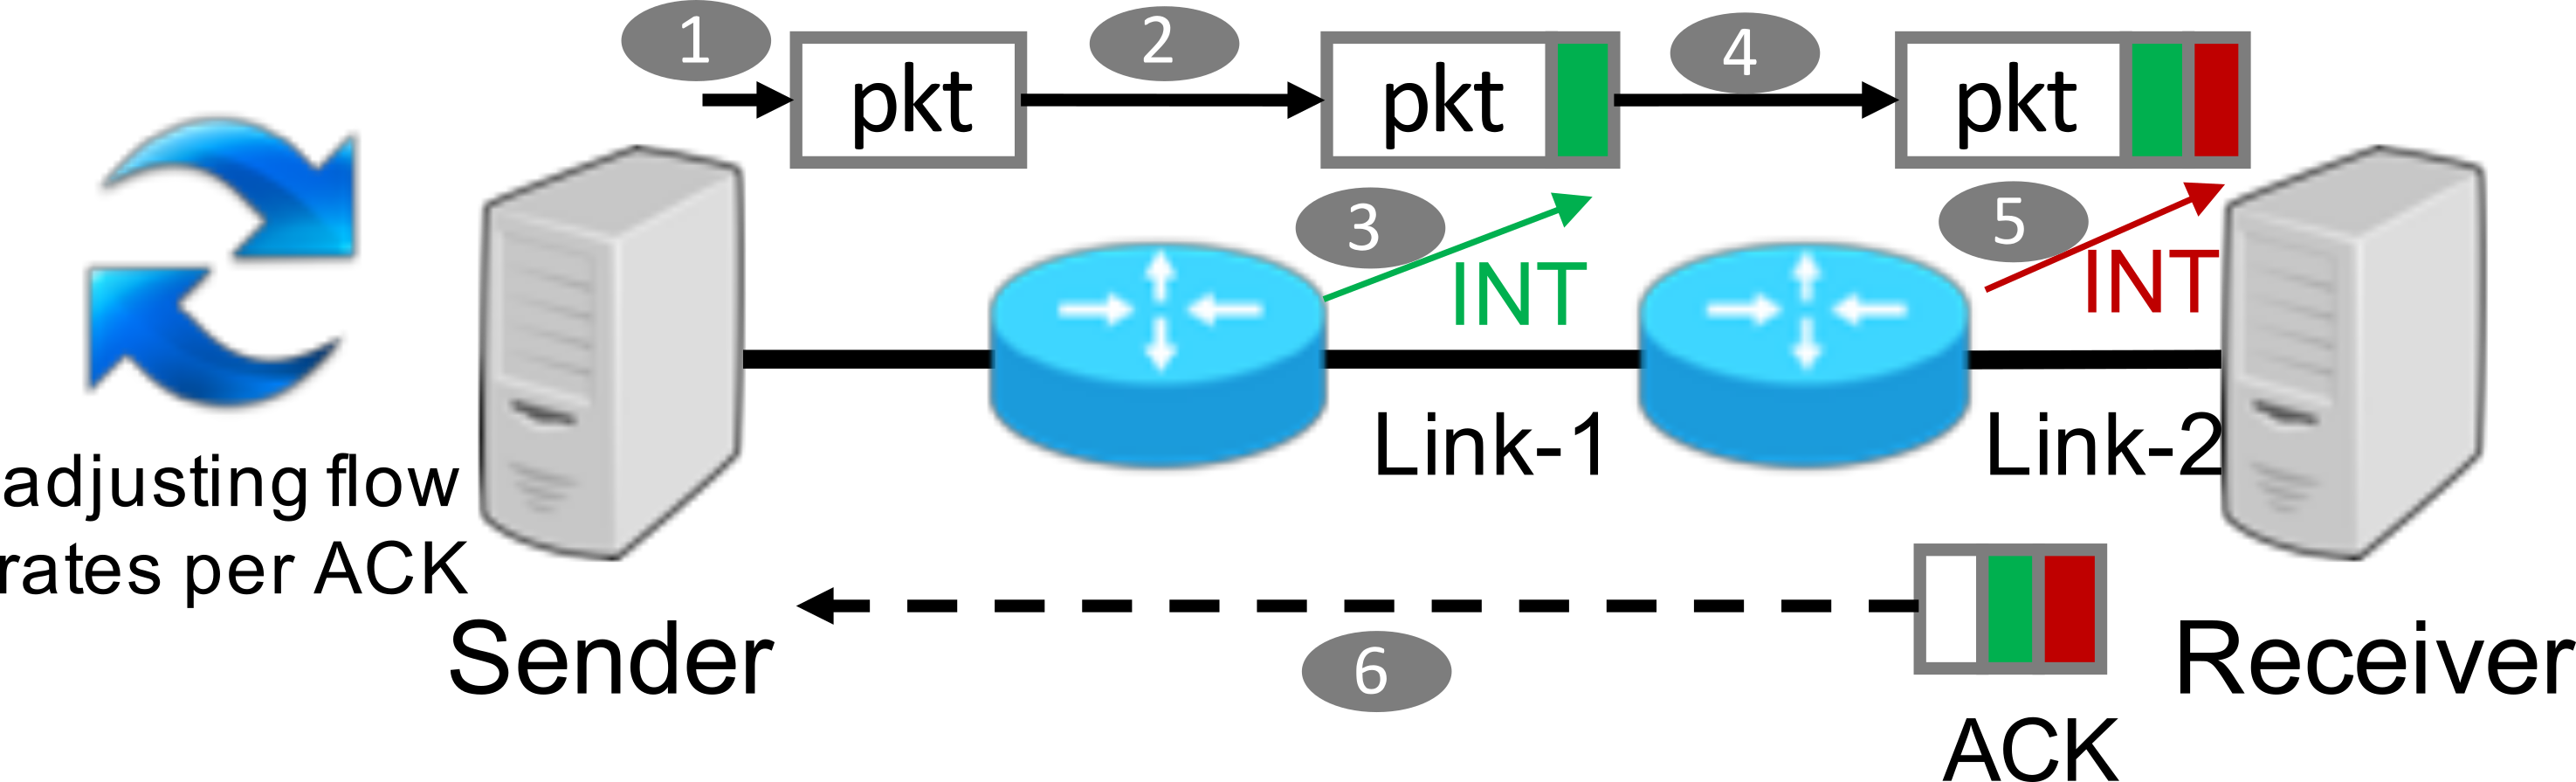 1
2
4
pkt
pkt
pkt
3
5
INT
INT
Link-1
Link-2
adjusting flow
rates per ACK
Sender
6
Receiver
ACK